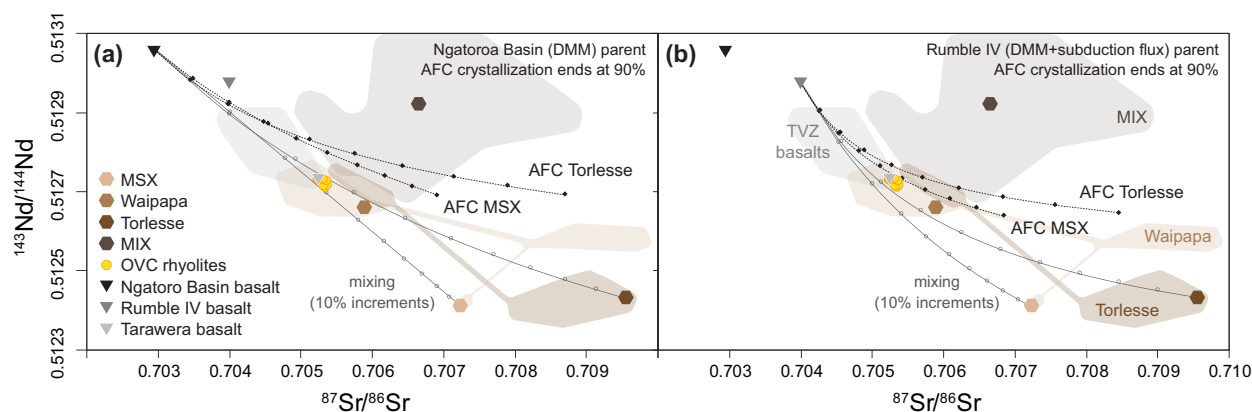 (a)
Ngatoroa Basin (DMM) parent
AFC crystallization ends at 90%
0.5131
0.5129
0.5127
0.5125
0.5123
¹⁴³Nd/¹⁴⁴Nd
MSX
Waipapa
Torlesse
MIX
OVC rhyolites
Ngatoro Basin basalt
Rumble IV basalt
Tarawera basalt
AFC Torlesse
AFC MSX
mixing
(10% increments)
0.703
0.704
0.705
0.706
0.707
0.708
0.709
⁸⁷Sr/⁸⁶Sr
(b)
Rumble IV (DMM+subduction flux) parent
AFC crystallization ends at 90%
MIX
TVZ
basalts
AFC Torlesse
AFC MSX
Waipapa
mixing
(10% increments)
Torlesse
0.703
0.704
0.705
0.706
0.707
0.708
0.709
0.710
⁸⁷Sr/⁸⁶Sr